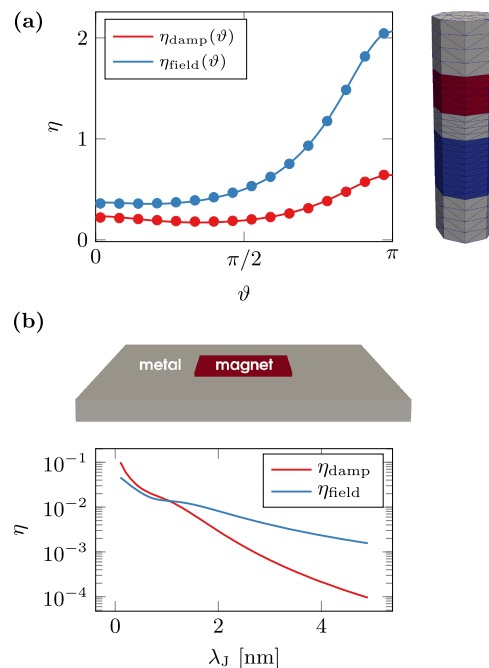 (a)
η_damp(ϑ)
η_field(ϑ)
2
1
0
η
0
π/2
π
ϑ
(b)
metal
magnet
η_damp
η_field
10⁻¹
10⁻²
10⁻³
10⁻⁴
η
0
2
4
λ_J [nm]